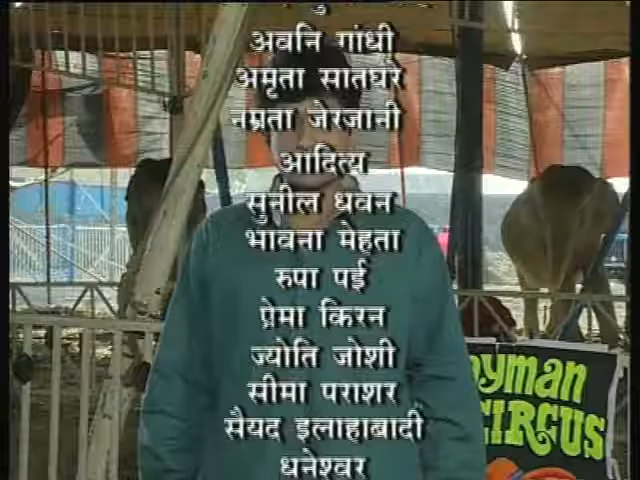 अवनि गांधी
अमृता सातघरे
नम्रता जेरजानी
आदित्य
सुनील धवन
भावना मेहता
रुपा पई
प्रेमा किरन
ज्योति जोशी
सीमा पराशर
सैयद इलाहाबादी
धनेश्वर
yman
CIRCUS